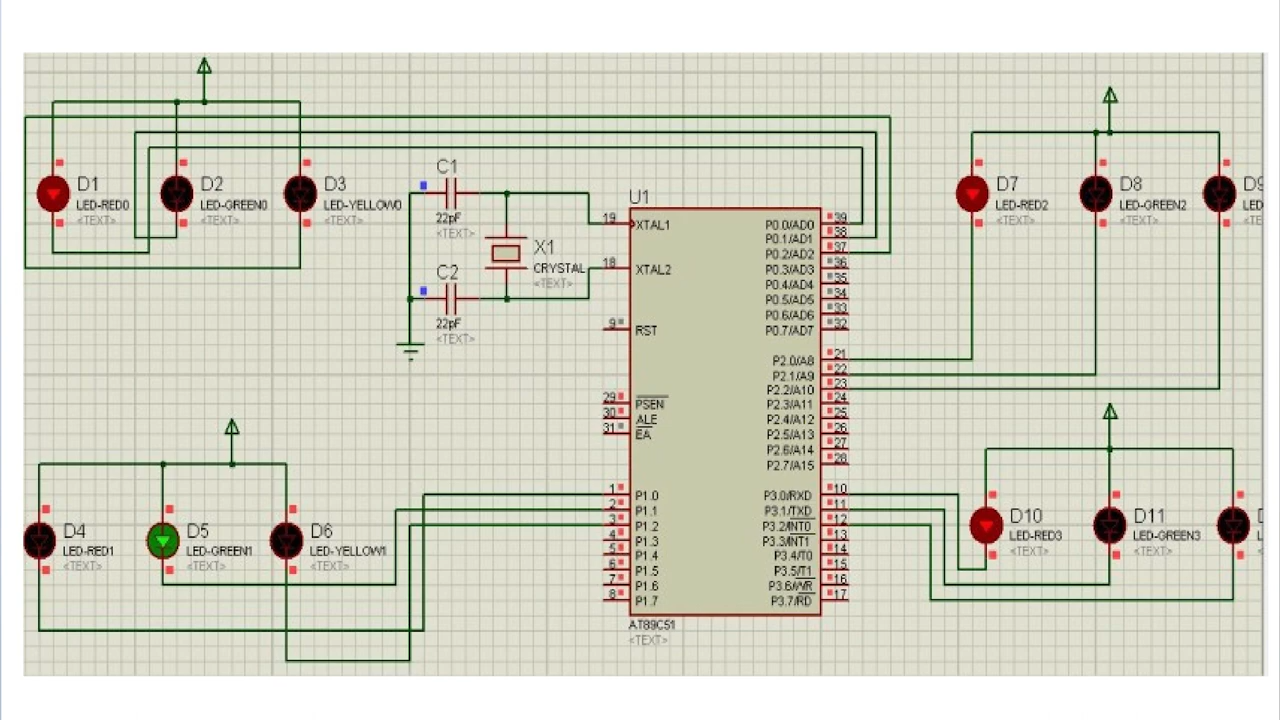 D1
LED-RED0
<TEXT>
D2
LED-GREEN0
<TEXT>
D3
LED-YELLOW0
<TEXT>
C1
22pF
<TEXT>
X1
CRYSTAL
<TEXT>
C2
22pF
<TEXT>
U1
19 XTAL1
18 XTAL2
9 RST
29 PSEN
30 ALE
31 EA
1 P1.0
2 P1.1
3 P1.2
4 P1.3
5 P1.4
6 P1.5
7 P1.6
8 P1.7
P0.0/AD0 39
P0.1/AD1 38
P0.2/AD2 37
P0.3/AD3 36
P0.4/AD4 35
P0.5/AD5 34
P0.6/AD6 33
P0.7/AD7 32
P2.0/A8 21
P2.1/A9 22
P2.2/A10 23
P2.3/A11 24
P2.4/A12 25
P2.5/A13 26
P2.6/A14 27
P2.7/A15 28
P3.0/RXD 10
P3.1/TXD 11
P3.2/INT0 12
P3.3/INT1 13
P3.4/T0 14
P3.5/T1 15
P3.6/WR 16
P3.7/RD 17
AT89C51
<TEXT>
D7
LED-RED2
<TEXT>
D8
LED-GREEN2
<TEXT>
D9
LED
<TEXT>
D4
LED-RED1
<TEXT>
D5
LED-GREEN1
<TEXT>
D6
LED-YELLOW1
<TEXT>
D10
LED-RED3
<TEXT>
D11
LED-GREEN3
<TEXT>